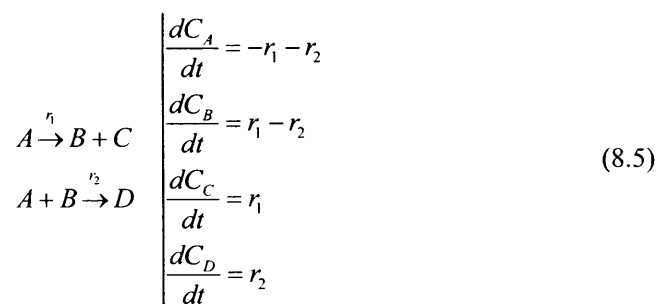 dC_A/dt = -r₁ - r₂
A →(r₁) B + C dC_B/dt = r₁ - r₂
(8.5)
A + B →(r₂) D dC_C/dt = r₁
dC_D/dt = r₂